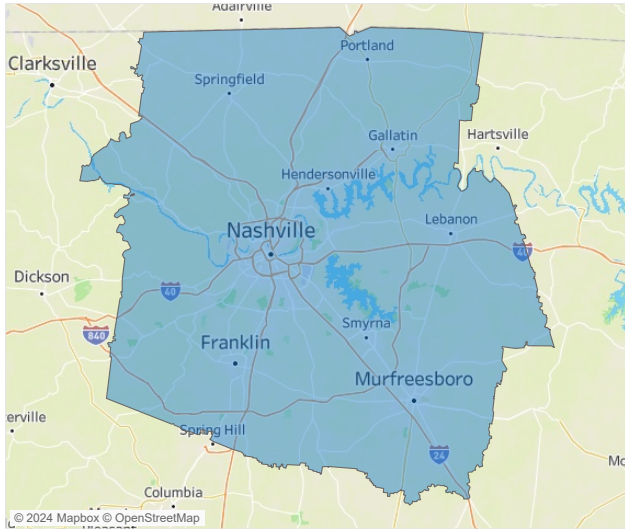 Adairville
Portland
Clarksville
Springfield
Gallatin
Hartsville
Hendersonville
Lebanon
Nashville
40
Dickson
40
840
Smyrna
Franklin
Murfreesboro
erville
Spring Hill
24
Mo
Columbia
© 2024 Mapbox © OpenStreetMap